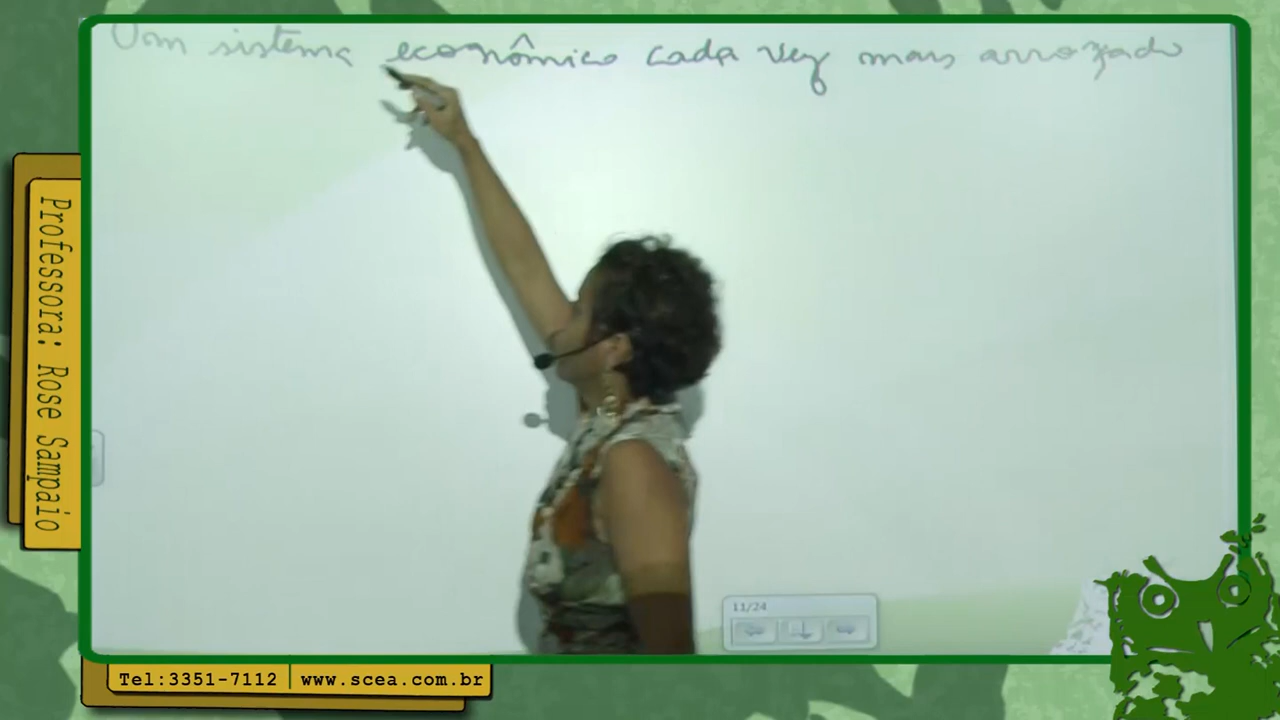 Um sistema econômico cada vez mais arrojado
Professora: Rose Sampaio
11/24
Tel:3351-7112
www.scea.com.br